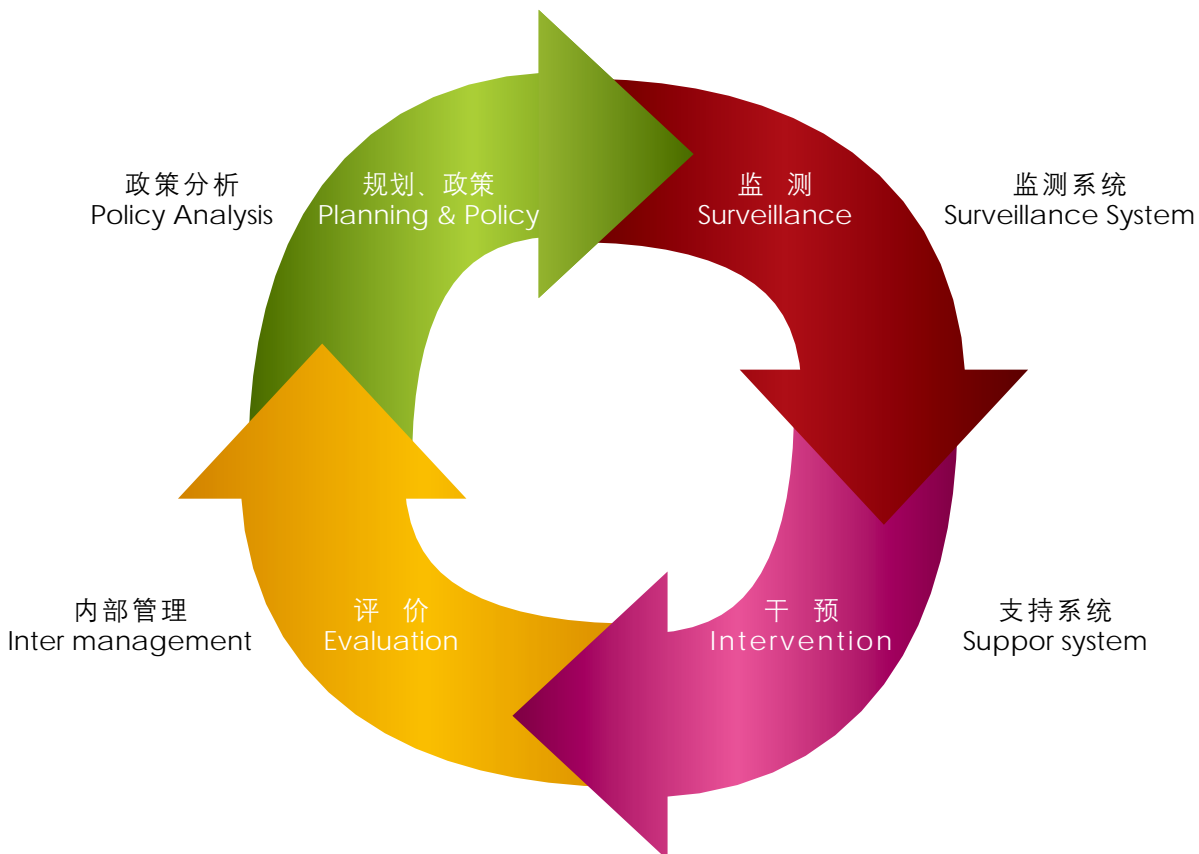 政策分析
Policy Analysis
规划、政策
Planning & Policy
监 测
Surveillance
监测系统
Surveillance System
内部管理
Inter management
评 价
Evaluation
干 预
Intervention
支持系统
Suppor system